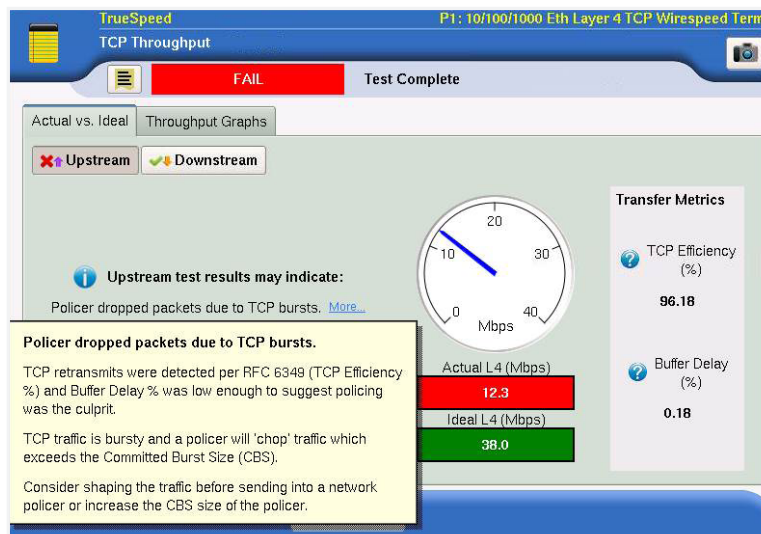 TrueSpeed
P1: 10/100/1000 Eth Layer 4 TCP Wirespeed Term
TCP Throughput
FAIL
Test Complete
Actual vs. Ideal
Throughput Graphs
Upstream
Downstream
Upstream test results may indicate:
Policer dropped packets due to TCP bursts. More...
Policer dropped packets due to TCP bursts.
TCP retransmits were detected per RFC 6349 (TCP Efficiency
%) and Buffer Delay % was low enough to suggest policing
was the culprit.
TCP traffic is bursty and a policer will 'chop' traffic which
exceeds the Committed Burst Size (CBS).
Consider shaping the traffic before sending into a network
policer or increase the CBS size of the policer.
20
10
30
0
40
Mbps
Actual L4 (Mbps)
12.3
Ideal L4 (Mbps)
38.0
Transfer Metrics
TCP Efficiency
(%)
96.18
Buffer Delay
(%)
0.18